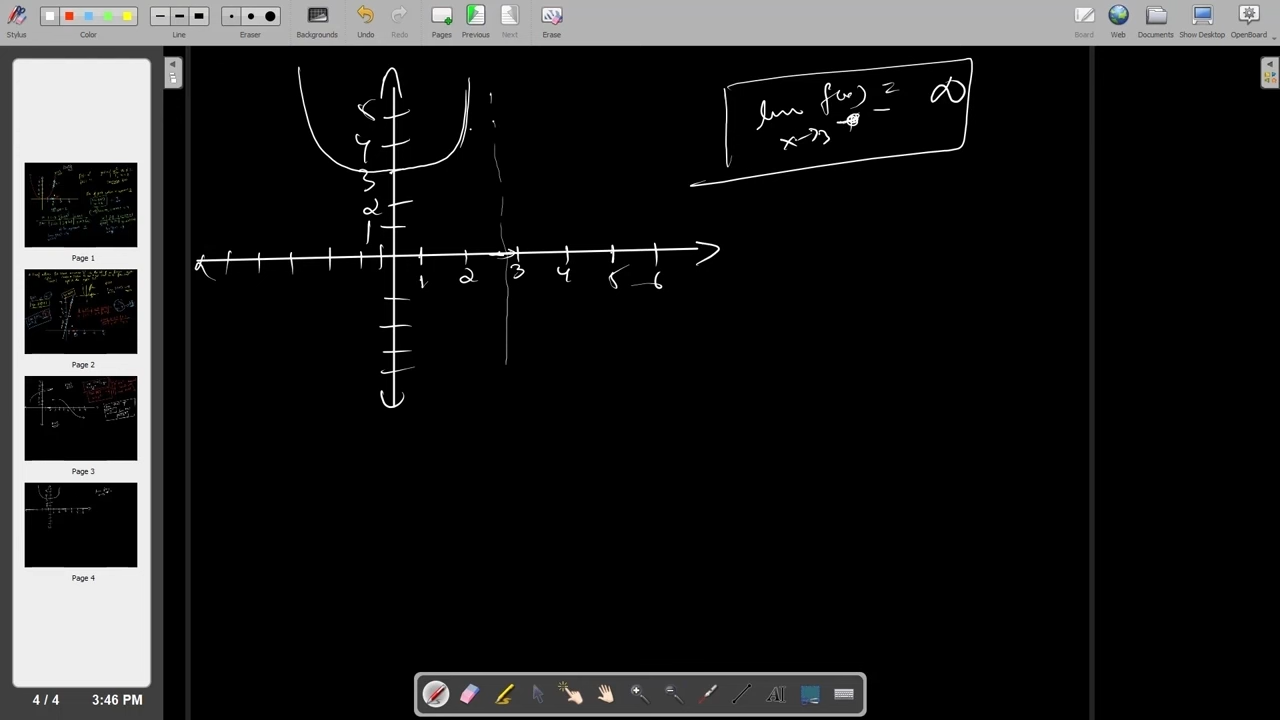 Stylus
Color
Line
Eraser
Backgrounds
Undo
Redo
Pages
Previous
Next
Erase
Board
Web
Documents
Show Desktop
OpenBoard
Page 1
Page 2
Page 3
Page 4
4 / 4
3:46 PM
lim f(x) = ∞
x→3
5
4
3
2
1
1 2 3 4 5 6